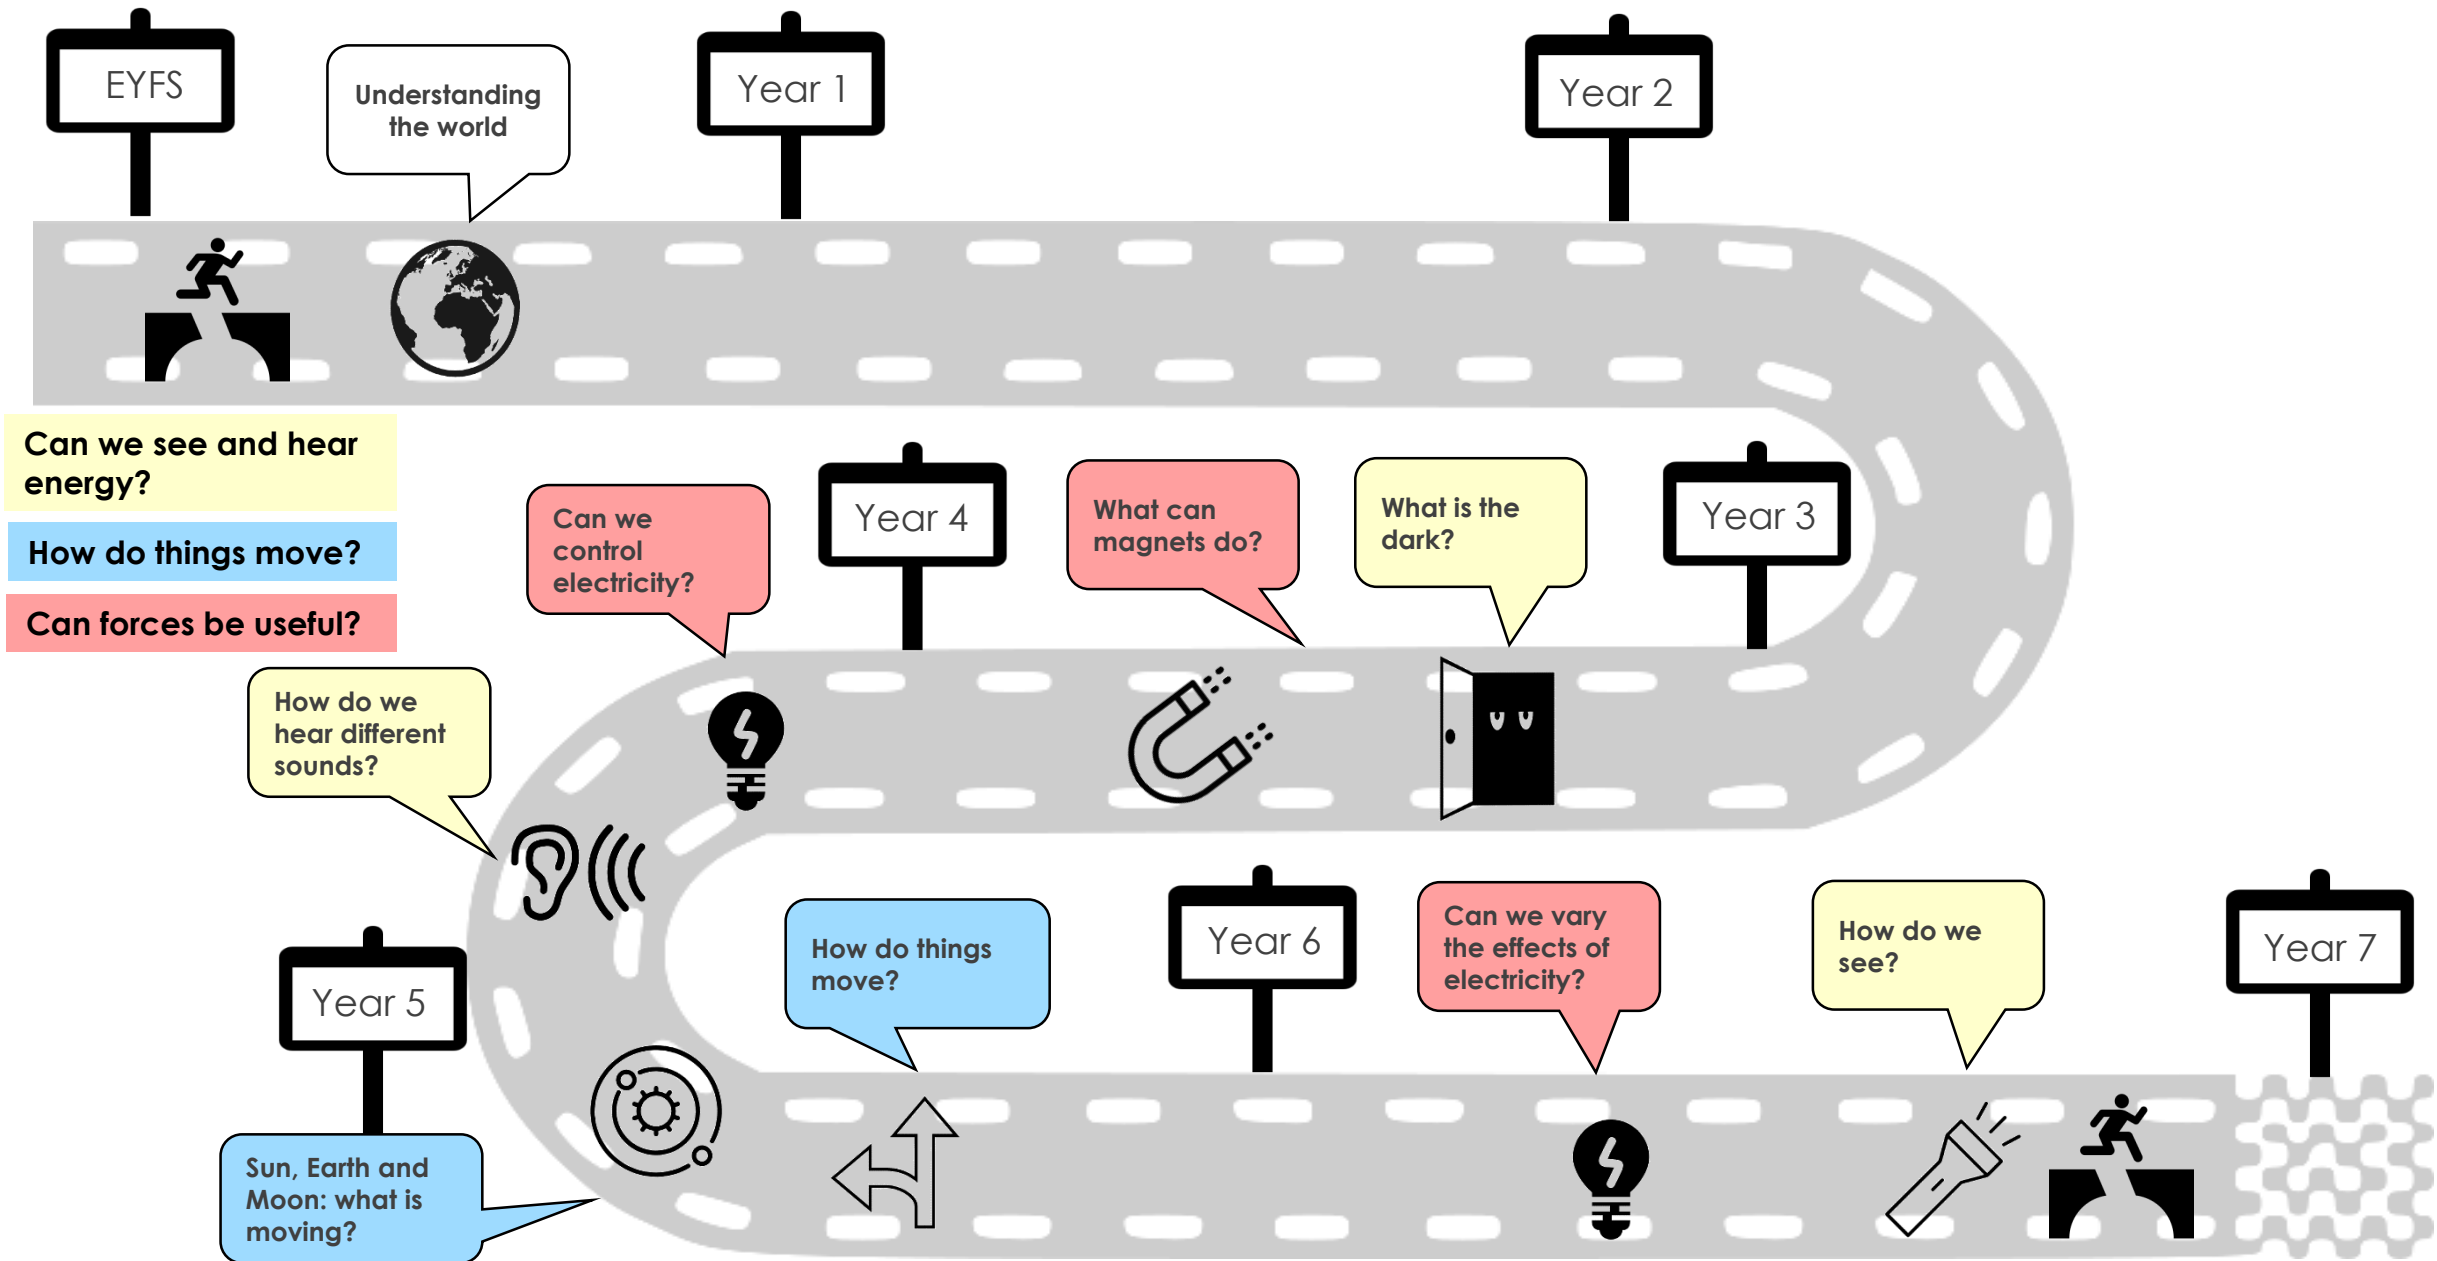 EYFS
Understanding
the world
Year 1
Year 2
Can we see and hear
energy?
How do things move?
Can forces be useful?
Year 3
What is the
dark?
What can
magnets do?
Year 4
Can we
control
electricity?
How do we
hear different
sounds?
Year 5
Sun, Earth and
Moon: what is
moving?
How do things
move?
Year 6
Can we vary
the effects of
electricity?
How do we
see?
Year 7